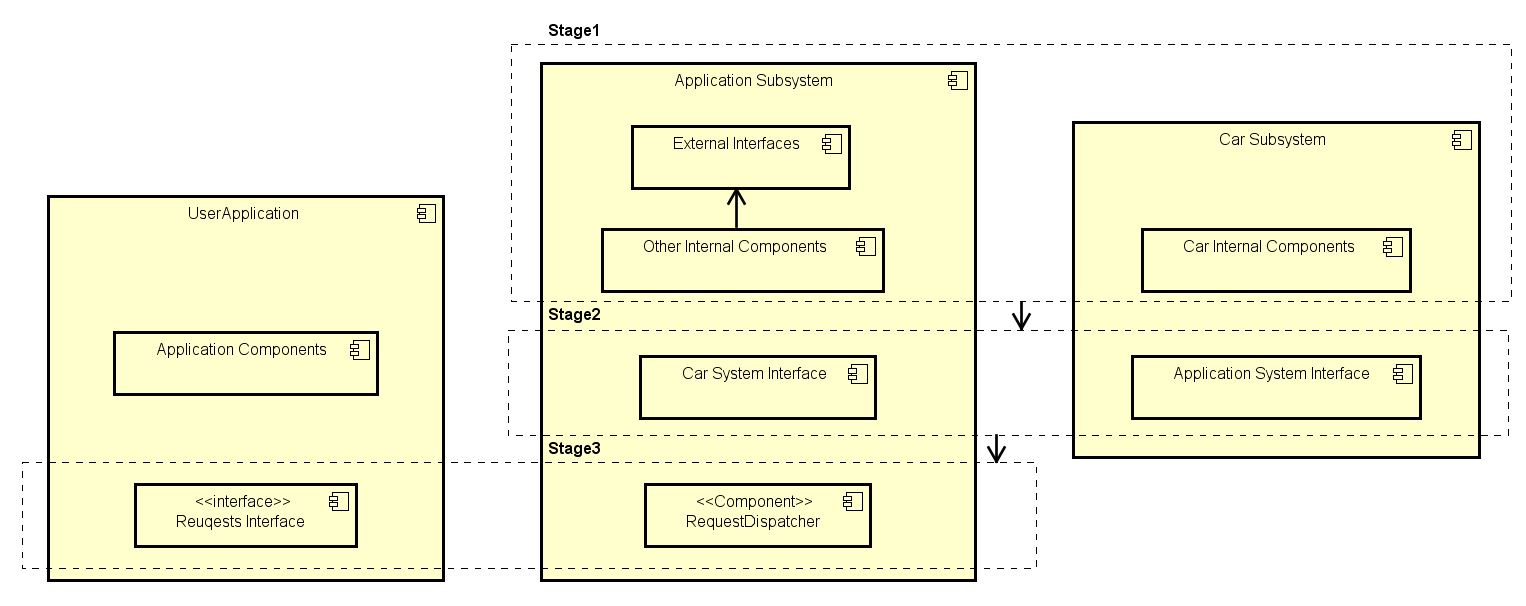 Stage1
Application Subsystem
External Interfaces
Car Subsystem
UserApplication
Other Internal Components
Car Internal Components
Stage2
Application Components
Car System Interface
Application System Interface
Stage3
<<interface>>
Reuqests Interface
<<Component>>
RequestDispatcher